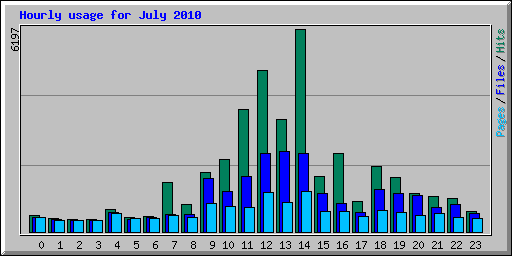 Hourly usage for July 2010
6197
Pages / Files / Hits
0 1 2 3 4 5 6 7 8 9 10 11 12 13 14 15 16 17 18 19 20 21 22 23